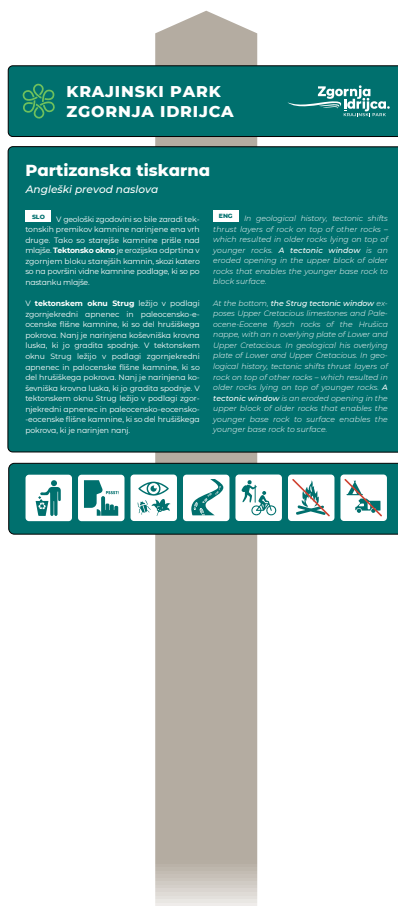 KRAJINSKI PARK
ZGORNJA IDRIJCA
Zgornja
Idrijca.
KRAJINSKI PARK
Partizanska tiskarna
Angleški prevod naslova
SLO V geološki zgodovini so bile zaradi tek-
tonskih premikov kamnine narinjene ena vrh
druge. Tako so starejše kamnine prišle nad
mlajše. Tektonsko okno je erozijska odprtina v
zgornjem bloku starejših kamnin, skozi katero
so na površini vidne kamnine podlage, ki so po
nastanku mlajše.
V tektonskem oknu Strug ležijo v podlagi
zgornjekredni apnenec in paleocensko-e-
ocenske flišne kamnine, ki so del hrušiškega
pokrova. Nanj je narinjena koševniška krovna
luska, ki jo gradita spodnje. V tektonskem
oknu Strug ležijo v podlagi zgornjekredni
apnenec in palocenske flišne kamnine, ki so
del hrušiškega pokrova. Nanj je narinjena ko-
ševniška krovna luska, ki jo gradita spodnje. V
tektonskem oknu Strug ležijo v podlagi zgor-
njekredni apnenec in paleocensko-eocensko-
-eocenske flišne kamnine, ki so del hrušiškega
pokrova, ki je narinjen nanj.
ENG In geological history, tectonic shifts
thrust layers of rock on top of other rocks –
which resulted in older rocks lying on top of
younger rocks. A tectonic window is an
eroded opening in the upper block of older
rocks that enables the younger base rock to
block surface.
At the bottom, the Strug tectonic window ex-
poses Upper Cretacious limestones and Pale-
ocene-Eocene flysch rocks of the Hrušica
nappe, with an n overlying plate of Lower and
Upper Cretacious. In geological his overlying
plate of Lower and Upper Cretacious. In geo-
logical history, tectonic shifts thrust layers of
rock on top of other rocks – which resulted in
older rocks lying on top of younger rocks. A
tectonic window is an eroded opening in the
upper block of older rocks that enables the
younger base rock to surface enables the
younger base rock to surface.
PSSST!